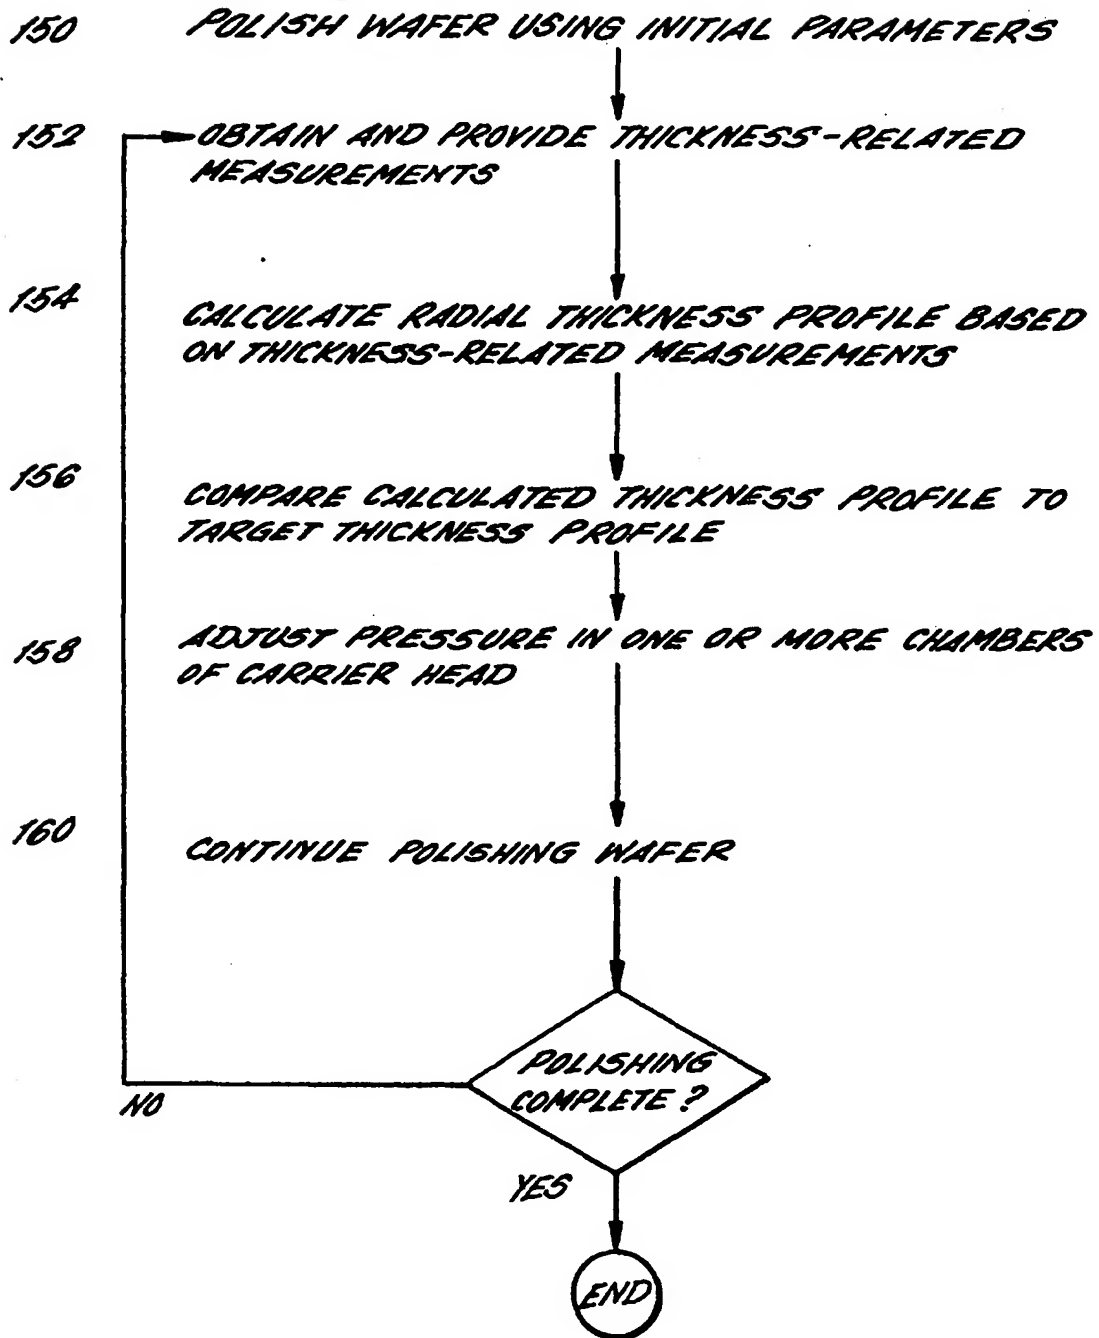 150 POLISH WAFER USING INITIAL PARAMETERS
152 OBTAIN AND PROVIDE THICKNESS-RELATED
MEASUREMENTS
154 CALCULATE RADIAL THICKNESS PROFILE BASED
ON THICKNESS-RELATED MEASUREMENTS
156 COMPARE CALCULATED THICKNESS PROFILE TO
TARGET THICKNESS PROFILE
158 ADJUST PRESSURE IN ONE OR MORE CHAMBERS
OF CARRIER HEAD
160 CONTINUE POLISHING WAFER
POLISHING
COMPLETE?
NO
YES
END